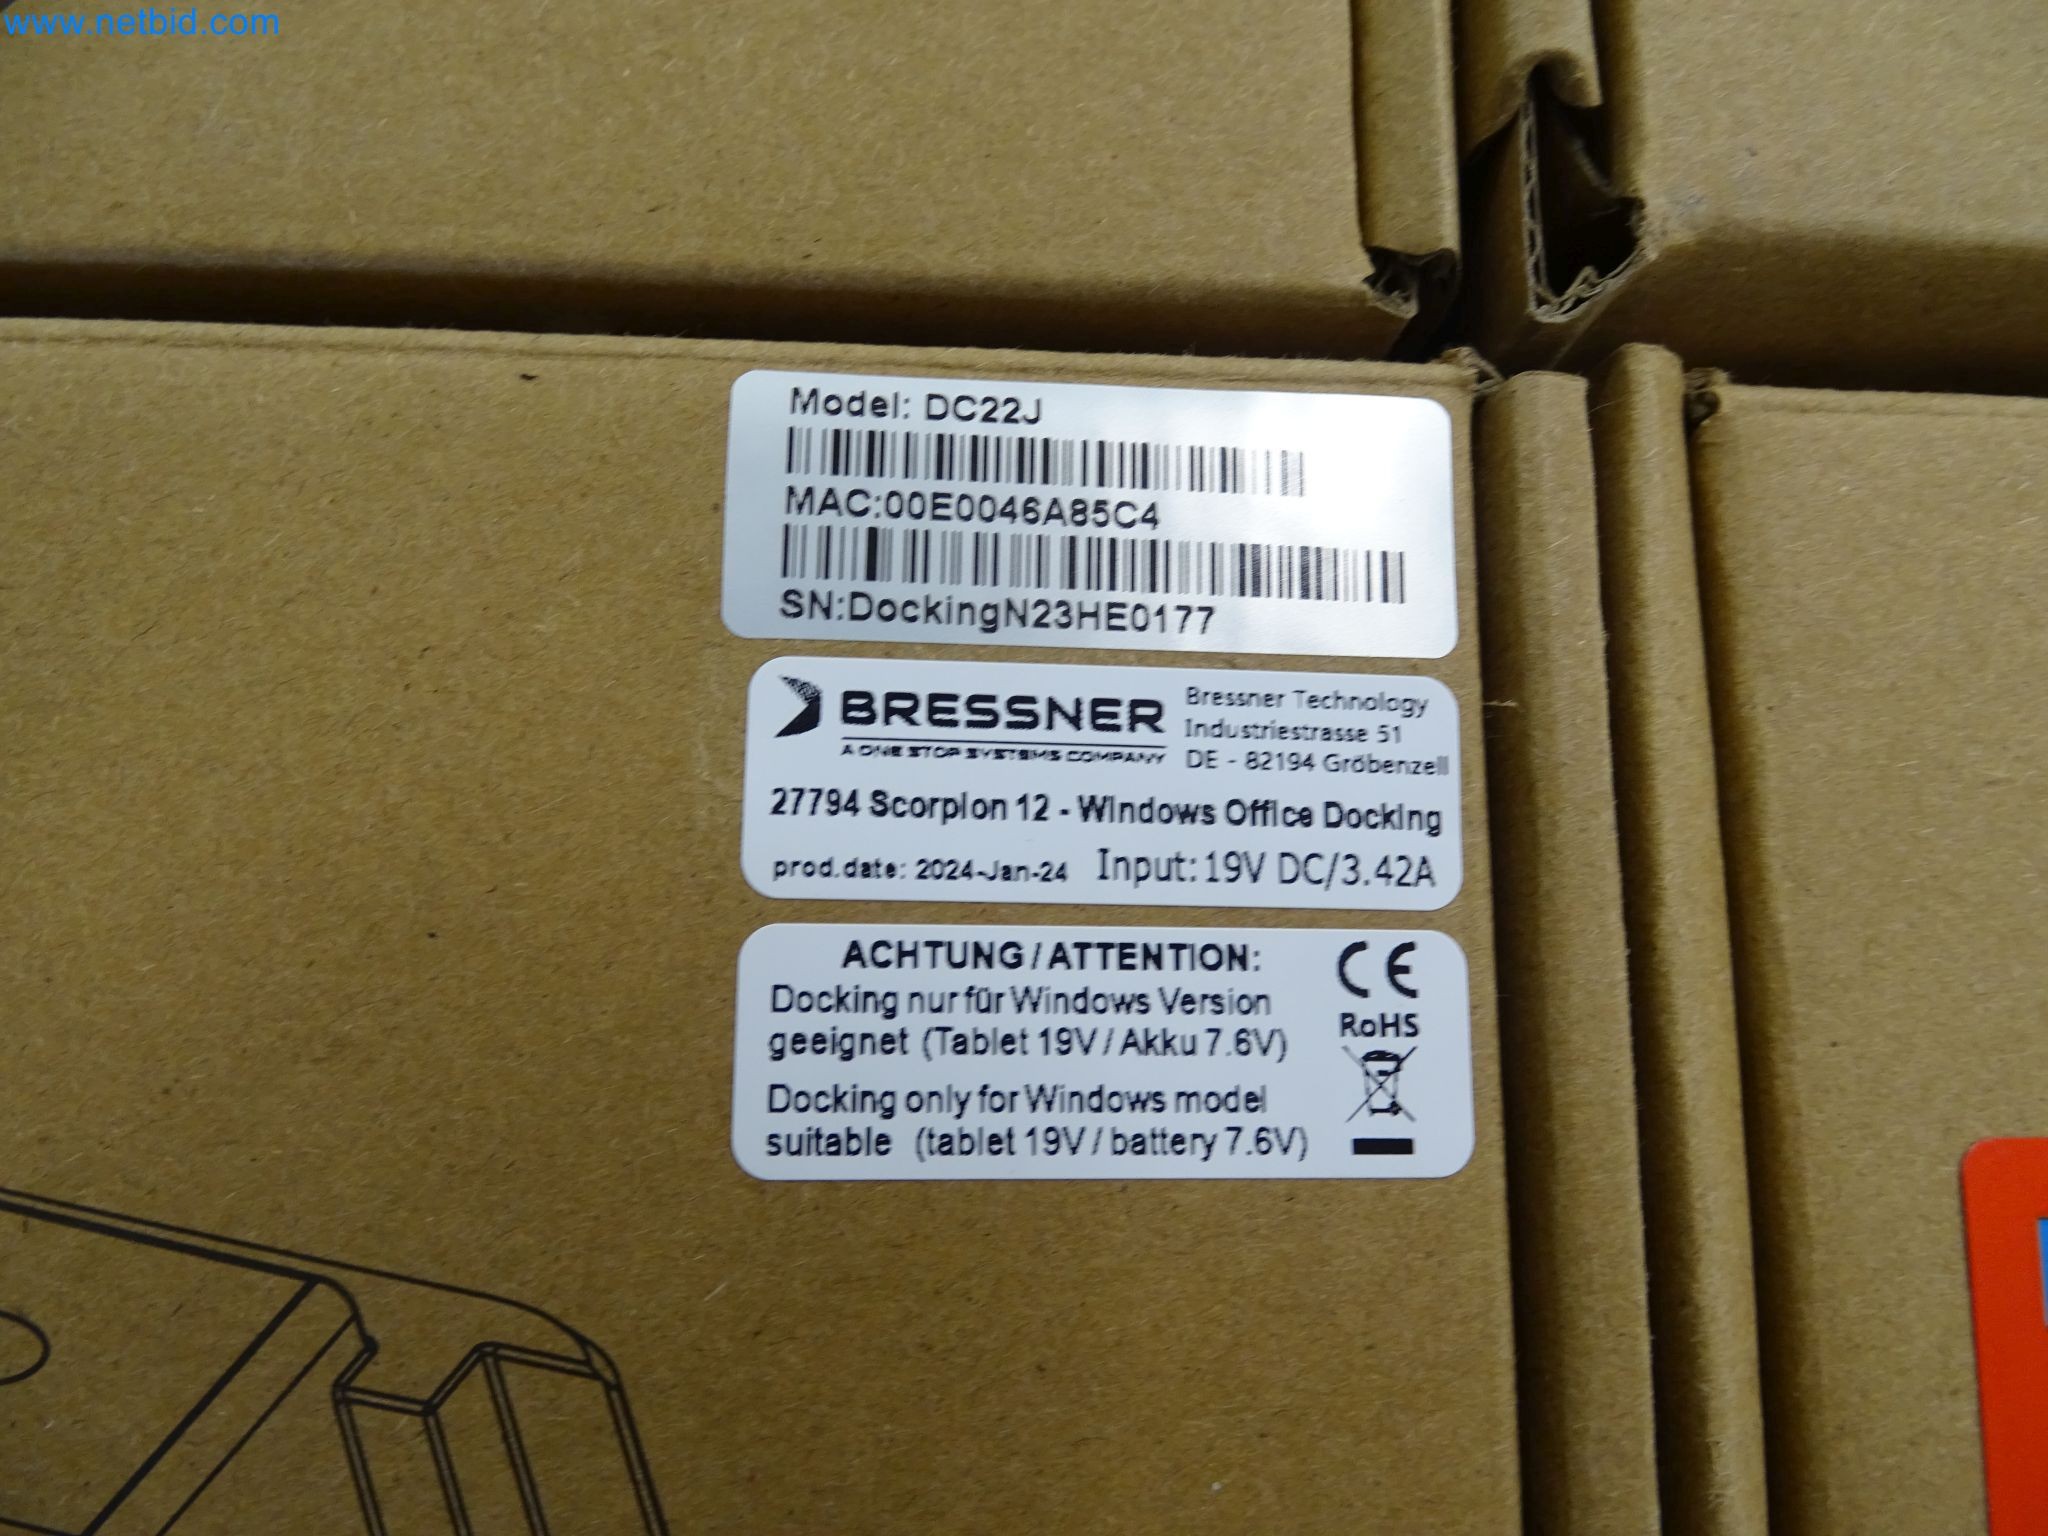 www.netbid.com
Model: DC22J
MAC:00E0046A85C4
SN:DockingN23HE0177
BRESSNER
A ONE STOP SYSTEMS COMPANY
Bressner Technology
Industriestrasse 51
DE - 82194 Gröbenzell
27794 Scorpion 12 - Windows Office Docking
prod.date: 2024-Jan-24 Input: 19V DC/3.42A
ACHTUNG / ATTENTION:
Docking nur für Windows Version
geeignet (Tablet 19V / Akku 7.6V)
Docking only for Windows model
suitable (tablet 19V / battery 7.6V)
CE
RoHS